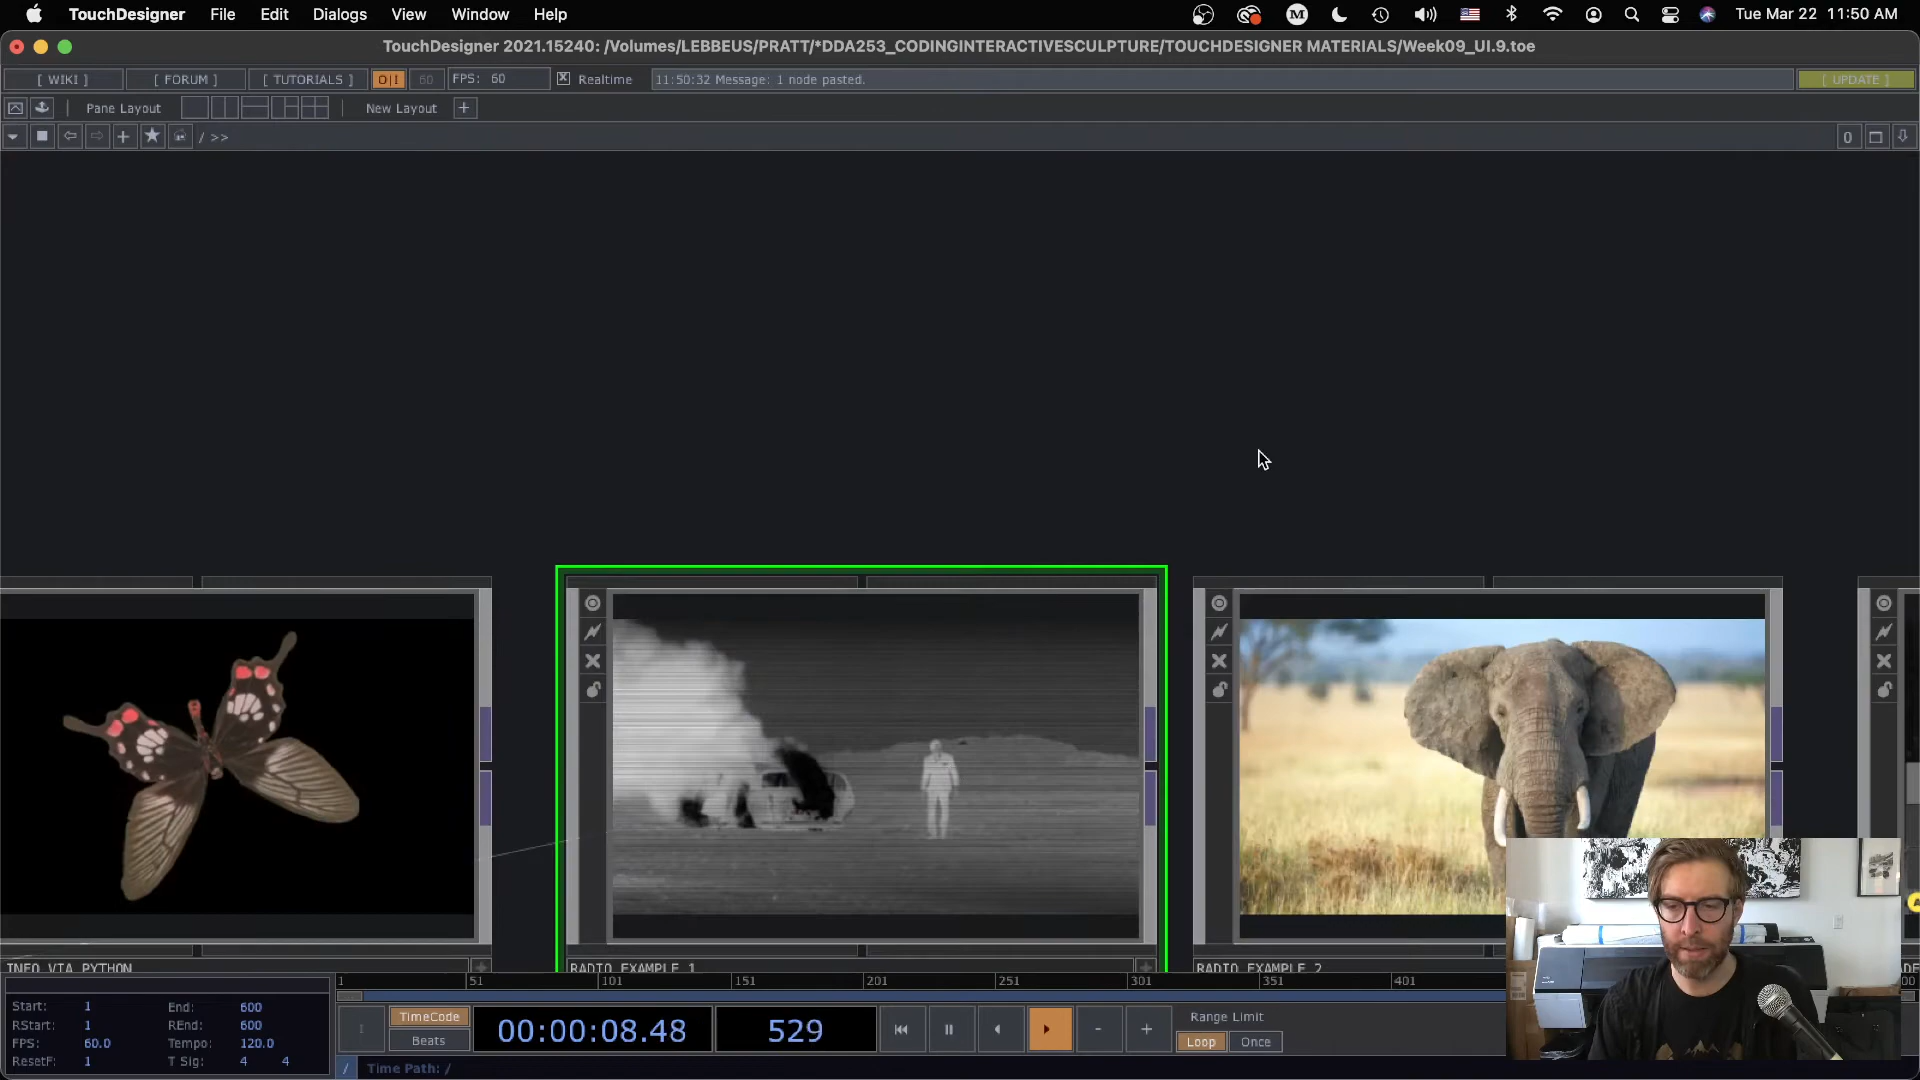 TouchDesigner File Edit Dialogs View Window Help Tue Mar 22 11:50 AM
TouchDesigner 2021.15240: /Volumes/LEBBEUS/PRATT/*DDA253_CODINGINTERACTIVESCULPTURE/TOUCHDESIGNER MATERIALS/Week09_UI.9.toe
[ WIKI ] [ FORUM ] [ TUTORIALS ] O|I 60 FPS: 60 Realtime 11:50:32 Message: 1 node pasted. [ UPDATE ]
Pane Layout New Layout +
/ >> 0
INFO VIA PYTHON RADIO EXAMPLE 1 RADIO EXAMPLE 2
1 51 101 151 201 251 301 351 401
Start: 1 End: 600
RStart: 1 REnd: 600
FPS: 60.0 Tempo: 120.0
ResetF: 1 T Sig: 4 4
TimeCode
Beats
00:00:08.48 529
Range Limit
Loop Once
/ Time Path: /